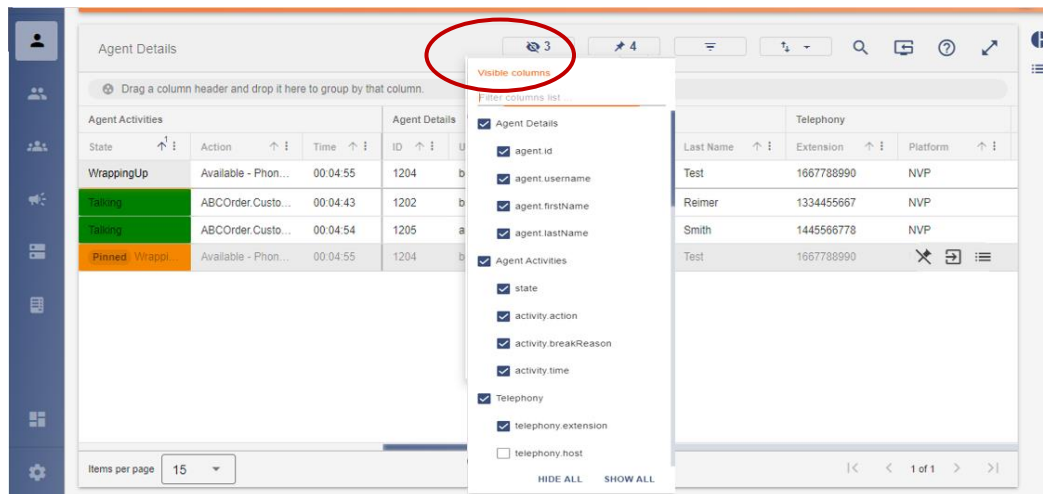 Agent Details
3
4
Drag a column header and drop it here to group by that column.
Visible columns
Filter columns list ...
Agent Activities
Agent Details
Telephony
State 1 Action Time ID Last Name Extension Platform
WrappingUp Available - Phon... 00:04:55 1204 Test 1667788990 NVP
Talking ABCOrder.Custo... 00:04:43 1202 Reimer 1334455667 NVP
Talking ABCOrder.Custo... 00:04:54 1205 Smith 1445566778 NVP
Pinned Wrappi... Available - Phon... 00:04:55 1204 Test 1667788990
Agent Details
agent.id
agent.username
agent.firstName
agent.lastName
Agent Activities
state
activity.action
activity.breakReason
activity.time
Telephony
telephony.extension
telephony.host
HIDE ALL SHOW ALL
Items per page 15
1 of 1